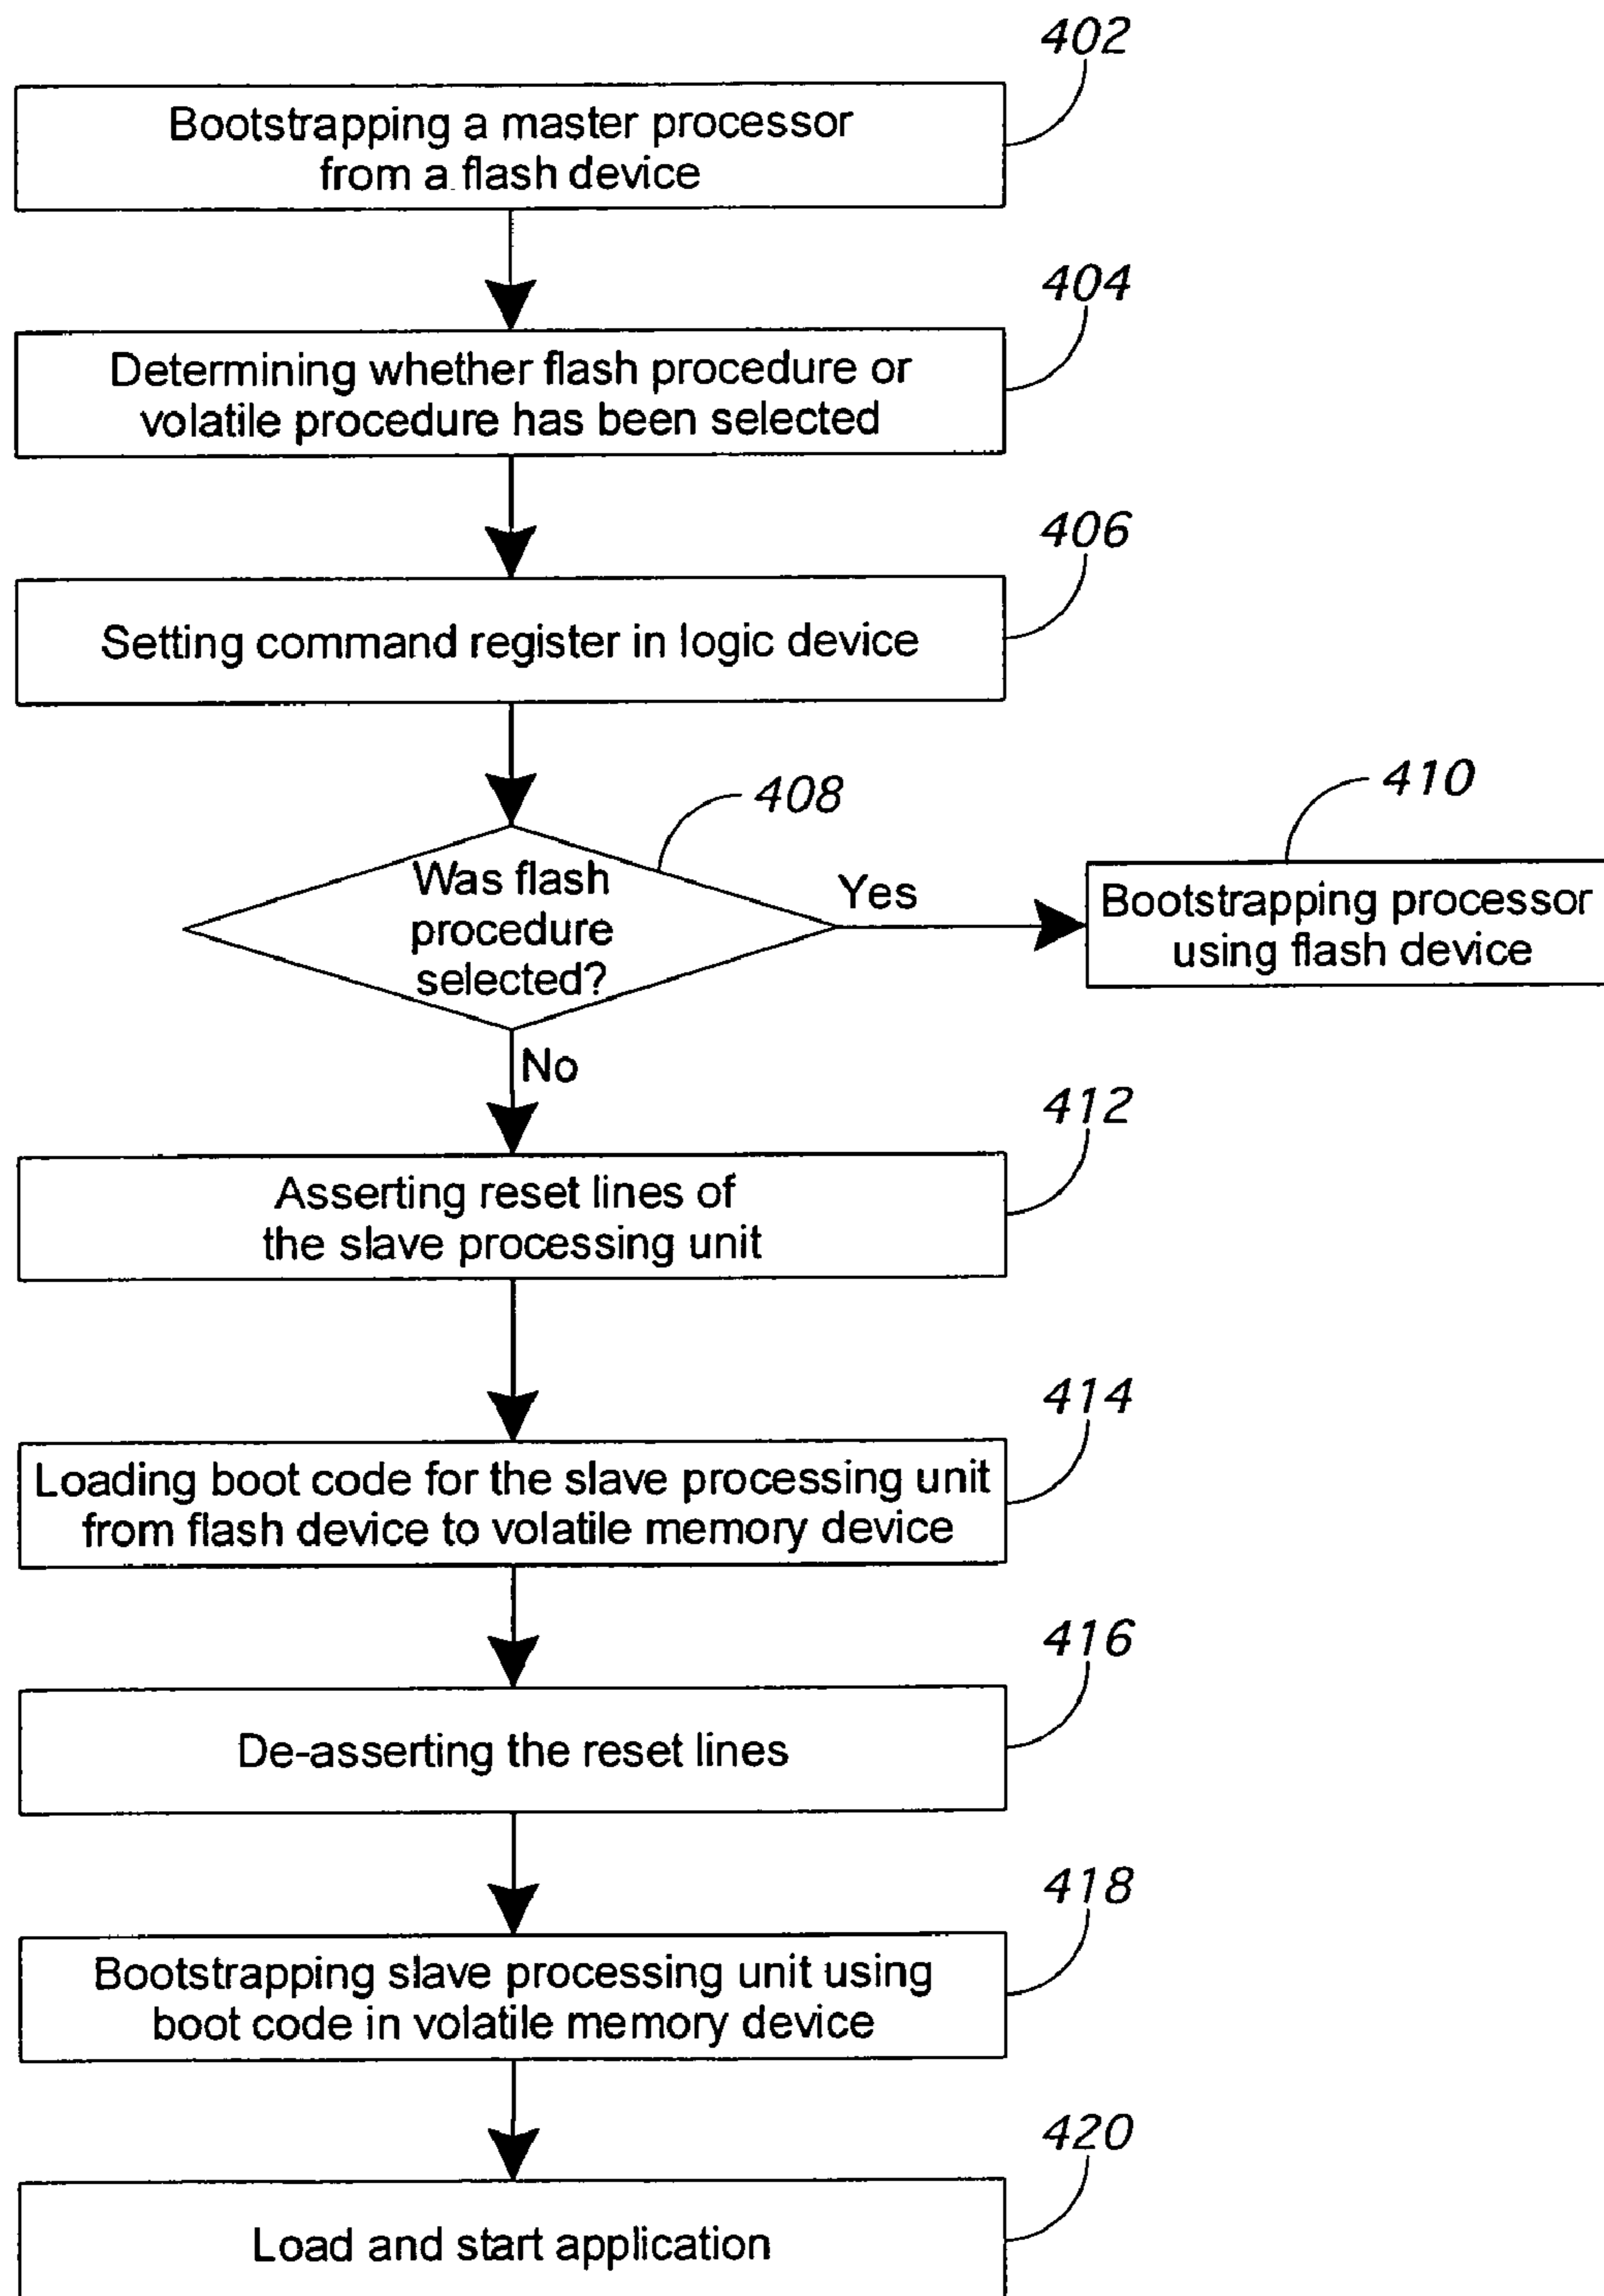 402
Bootstrapping a master processor
from a flash device
404
Determining whether flash procedure or
volatile procedure has been selected
406
Setting command register in logic device
408
Was flash
procedure
selected?
Yes
410
Bootstrapping processor
using flash device
No
412
Asserting reset lines of
the slave processing unit
414
Loading boot code for the slave processing unit
from flash device to volatile memory device
416
De-asserting the reset lines
418
Bootstrapping slave processing unit using
boot code in volatile memory device
420
Load and start application